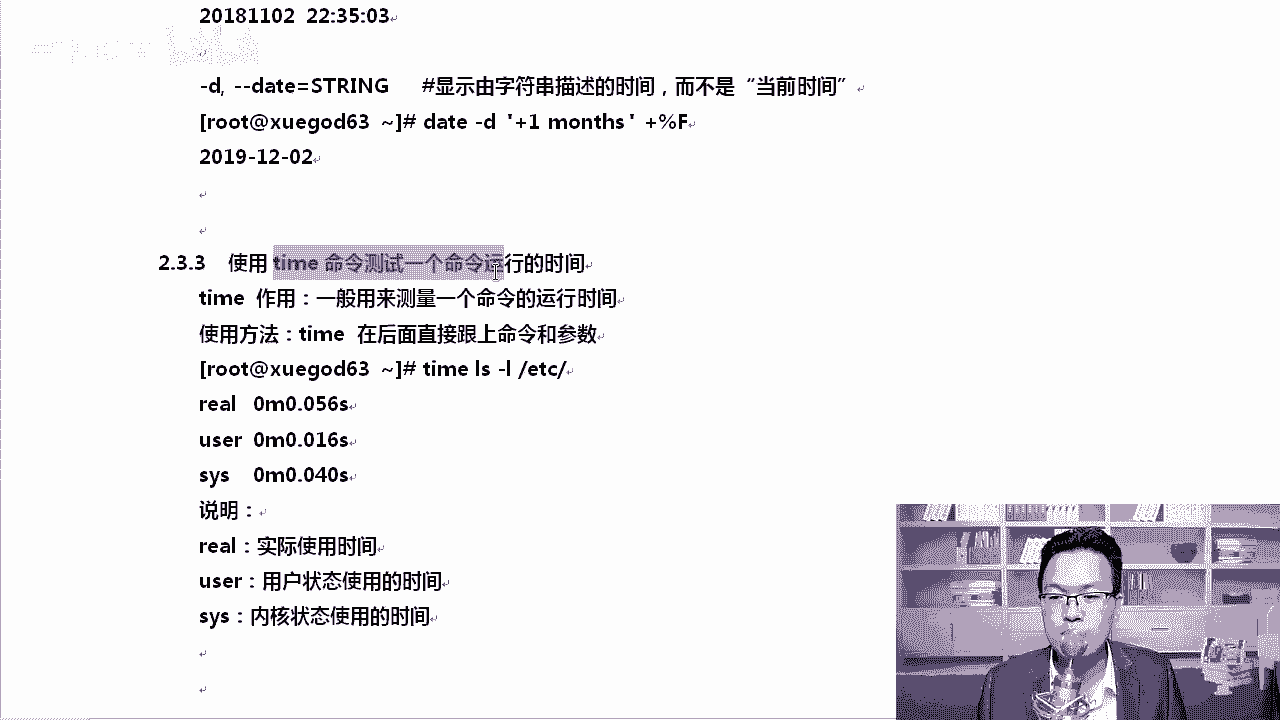 20181102 22:35:03
-d, --date=STRING #显示由字符串描述的时间，而不是“当前时间”
[root@xuegod63 ~]# date -d '+1 months' +%F
2019-12-02
2.3.3 使用 time 命令测试一个命令运行的时间
time 作用：一般用来测量一个命令的运行时间
使用方法：time 在后面直接跟上命令和参数
[root@xuegod63 ~]# time ls -l /etc/
real 0m0.056s
user 0m0.016s
sys 0m0.040s
说明：
real：实际使用时间
user：用户状态使用的时间
sys：内核状态使用的时间